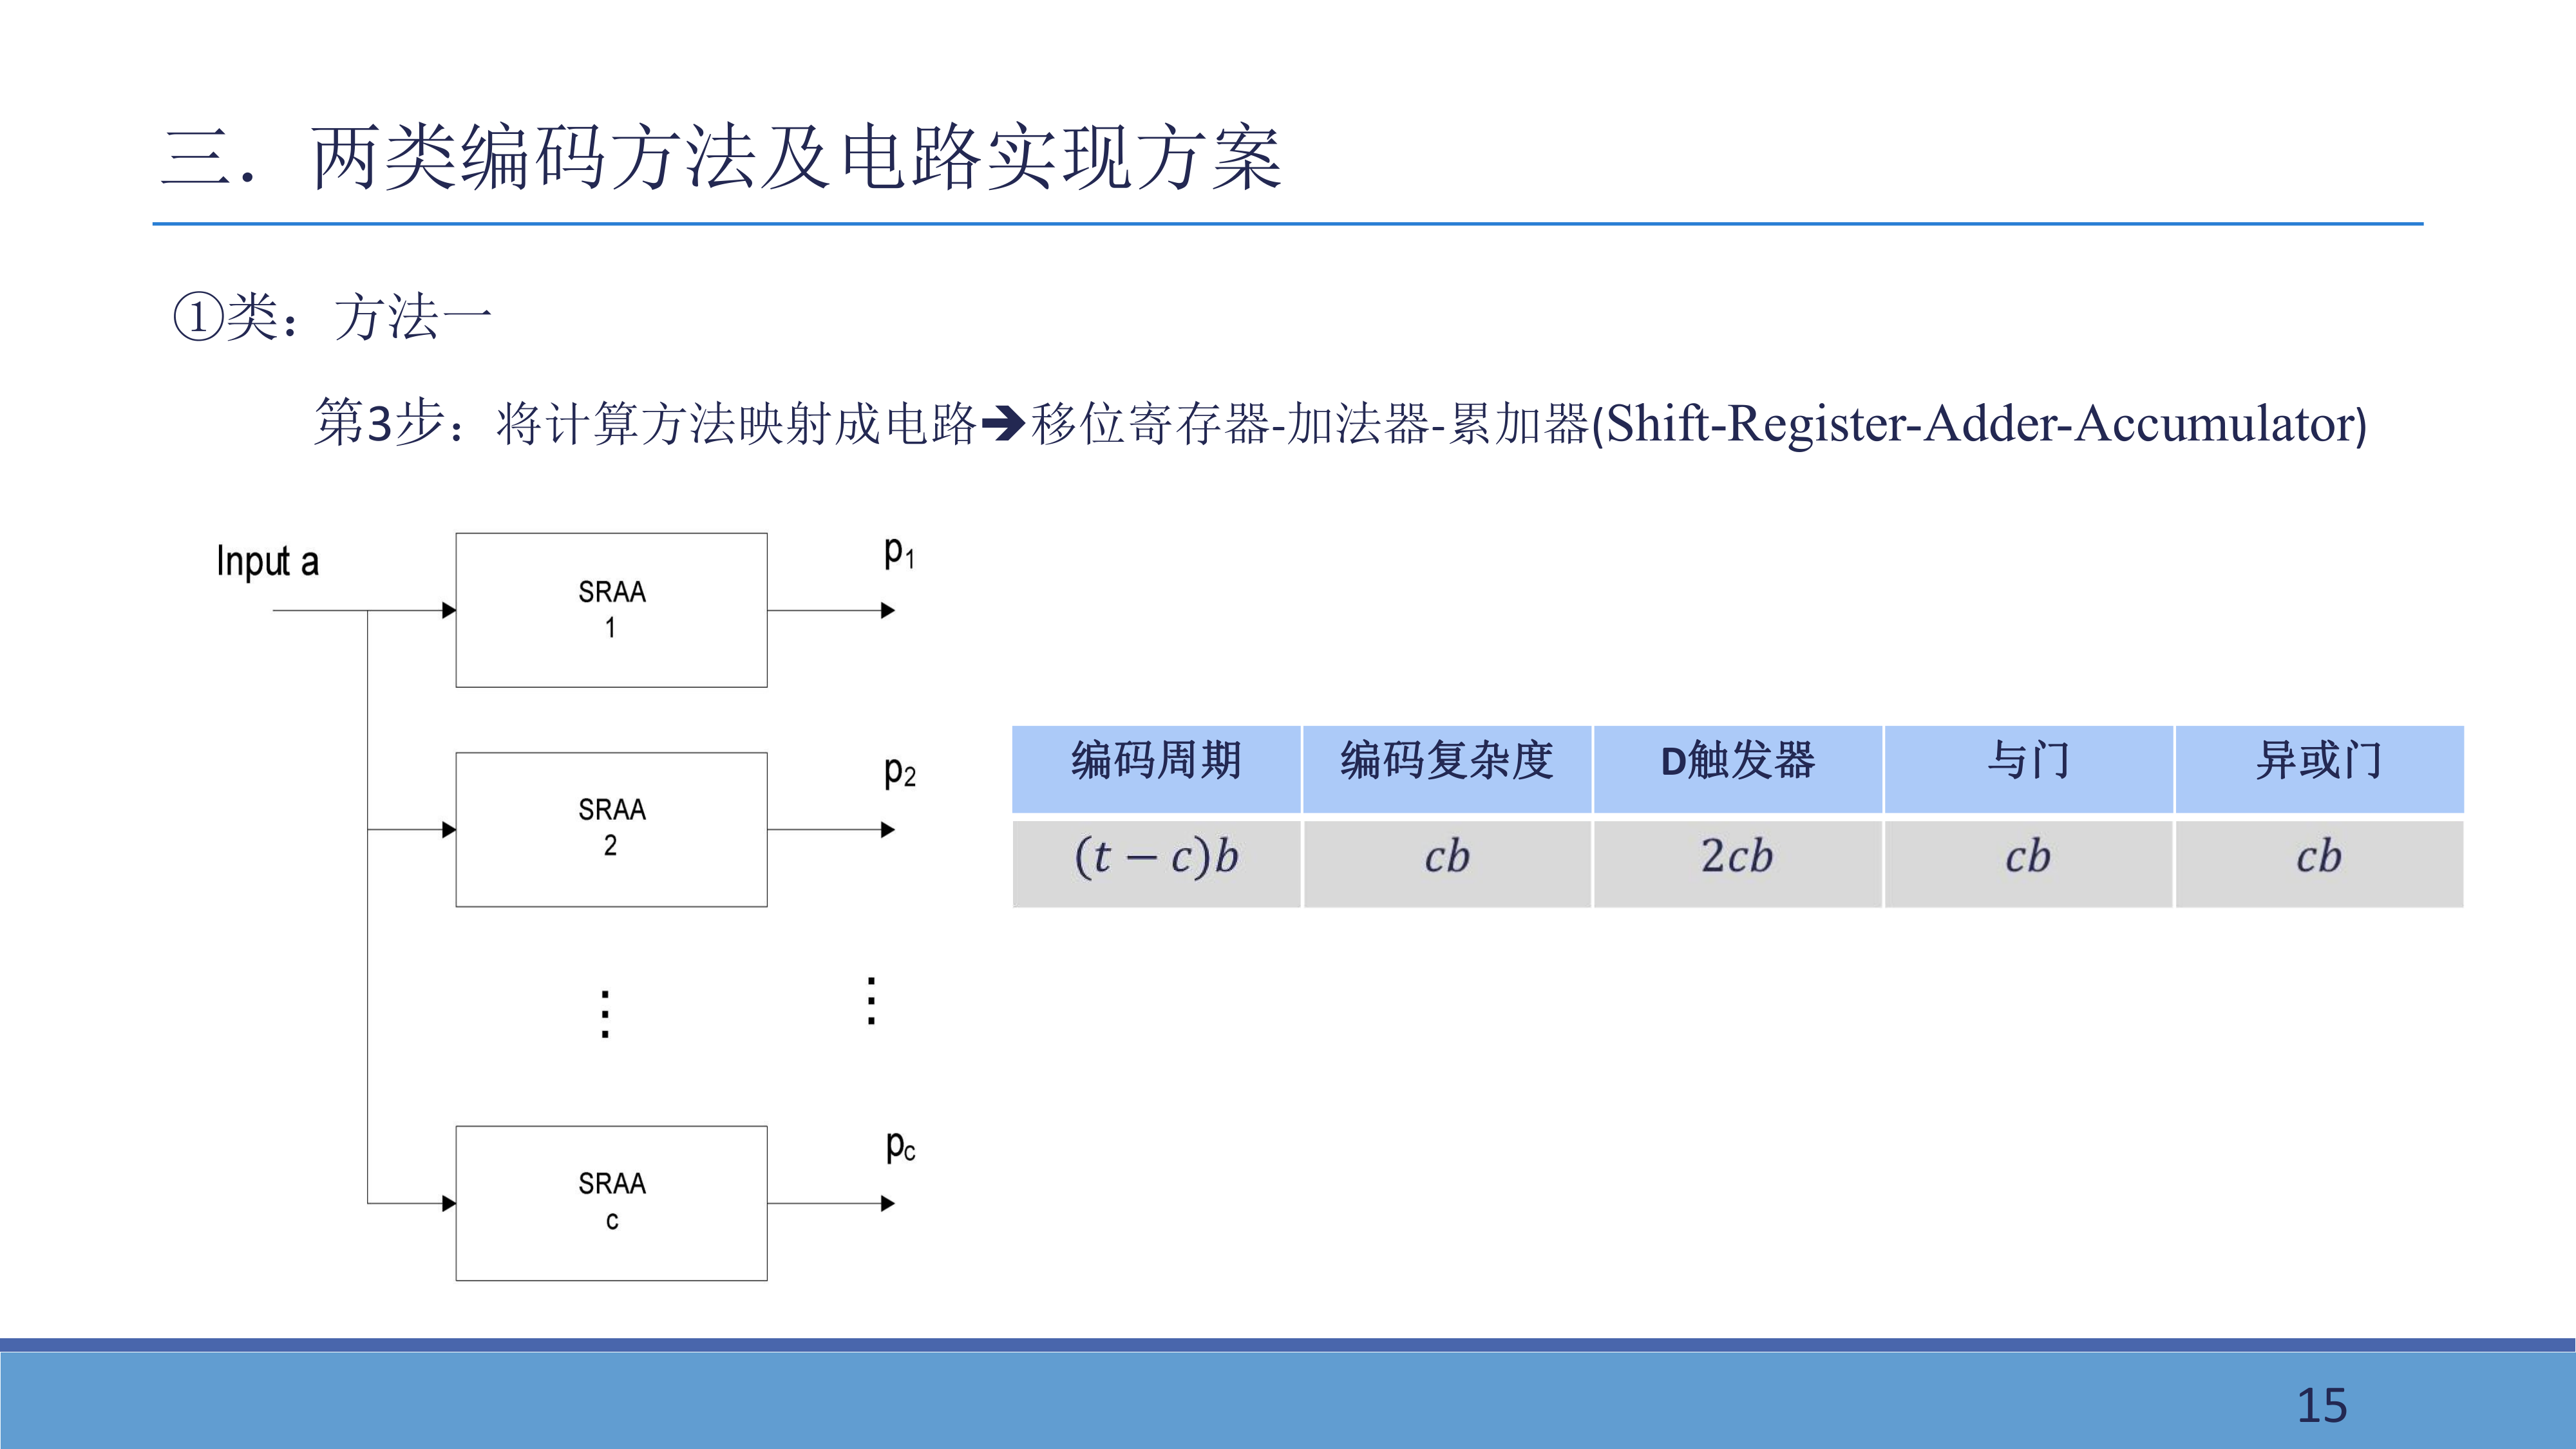 三．两类编码方法及电路实现方案
①类：方法一
第3步：将计算方法映射成电路➔移位寄存器-加法器-累加器(Shift-Register-Adder-Accumulator)
Input a
SRAA
1
p₁
SRAA
2
p₂
⋮ ⋮
SRAA
c
p_c
编码周期 编码复杂度 D触发器 与门 异或门
(t − c)b cb 2cb cb cb
15